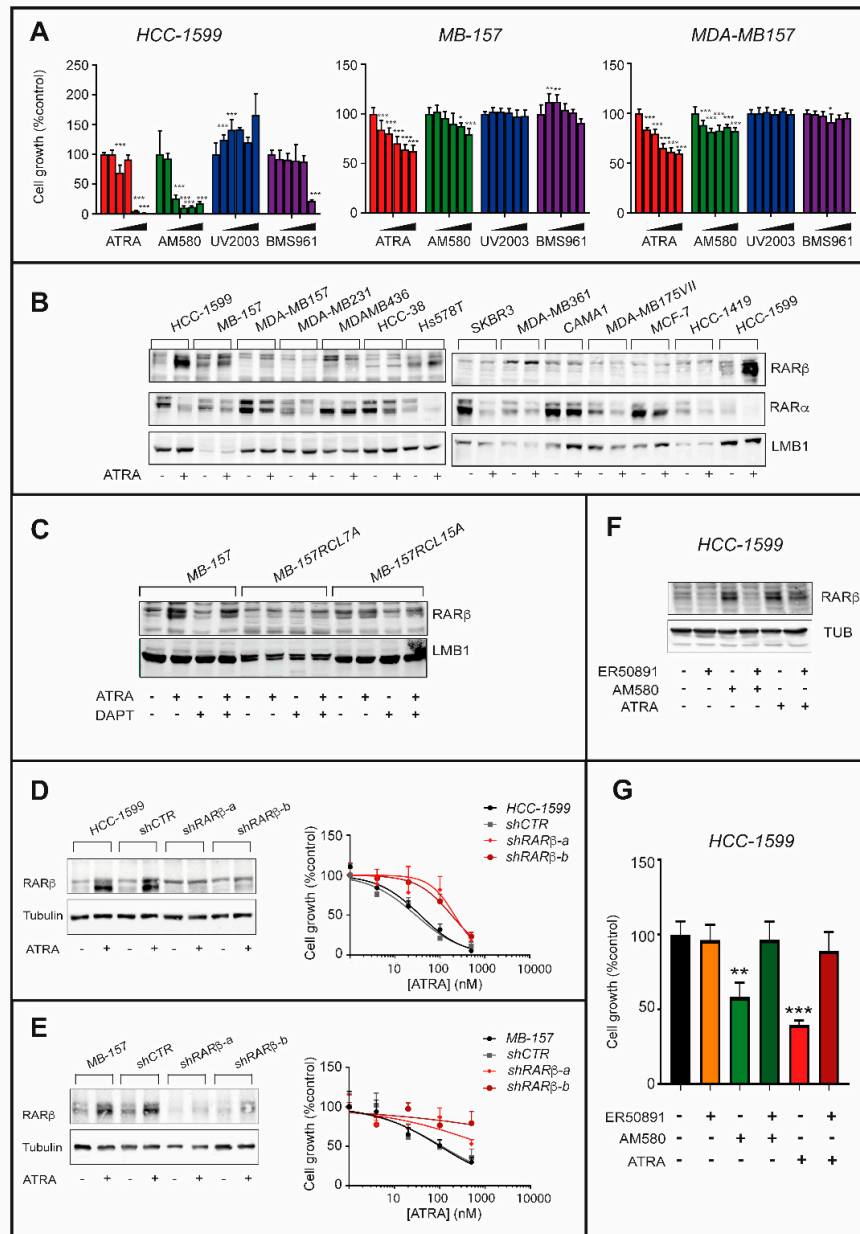 A
HCC-1599
MB-157
MDA-MB157
Cell growth (%control)
250
200
150
100
50
0
*** *** *** *** *** *** *** *** *** *** ***
ATRA AM580 UV2003 BMS961
150
100
50
0
ATRA AM580 UV2003 BMS961
150
100
50
0
ATRA AM580 UV2003 BMS961
B
HCC-1599 MB-157 MDA-MB157 MDA-MB231 MDAMB436 HCC-38 Hs578T
SKBR3 MDA-MB361 CAMA1 MDA-MB175VII MCF-7 HCC-1419 HCC-1599
RARβ
RARα
LMB1
ATRA - + - + - + - + - + - + - + - + - + - + - + - + - + - +
C
MB-157 MB-157RCL7A MB-157RCL15A
RARβ
LMB1
ATRA - + - + - + - + - + - +
DAPT - - + + - - + + - - + +
F
HCC-1599
RARβ
TUB
ER50891 - + - + - +
AM580 - - + + - -
ATRA - - - - + +
D
HCC-1599 shCTR shRARβ-a shRARβ-b
RARβ
Tubulin
ATRA - + - + - + - +
Cell growth (%control)
150
100
50
0
10 100 1000 10000
[ATRA] (nM)
HCC-1599
shCTR
shRARβ-a
shRARβ-b
E
MB-157 shCTR shRARβ-a shRARβ-b
RARβ
Tubulin
ATRA - + - + - + - +
Cell growth (%control)
150
100
50
0
10 100 1000 10000
[ATRA] (nM)
MB-157
shCTR
shRARβ-a
shRARβ-b
G
HCC-1599
Cell growth (%control)
150
100
50
0
**
***
ER50891 - + - + - +
AM580 - - + + - -
ATRA - - - - + +